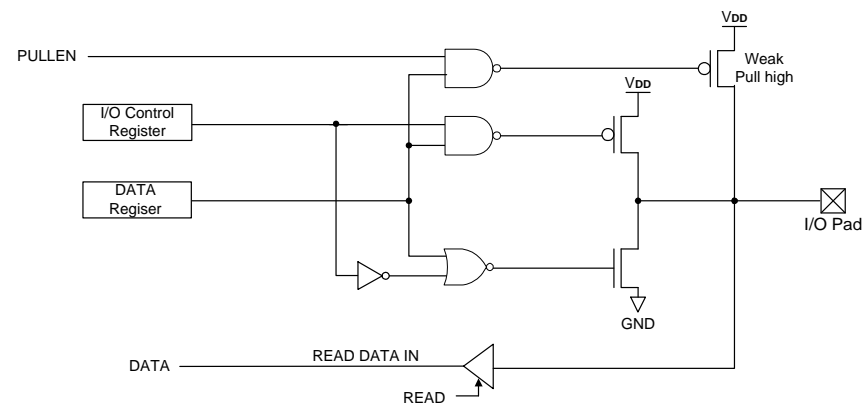 VDD
PULLEN
Weak
Pull high
VDD
I/O Control
Register
DATA
Regiser
I/O Pad
GND
READ DATA IN
DATA
READ